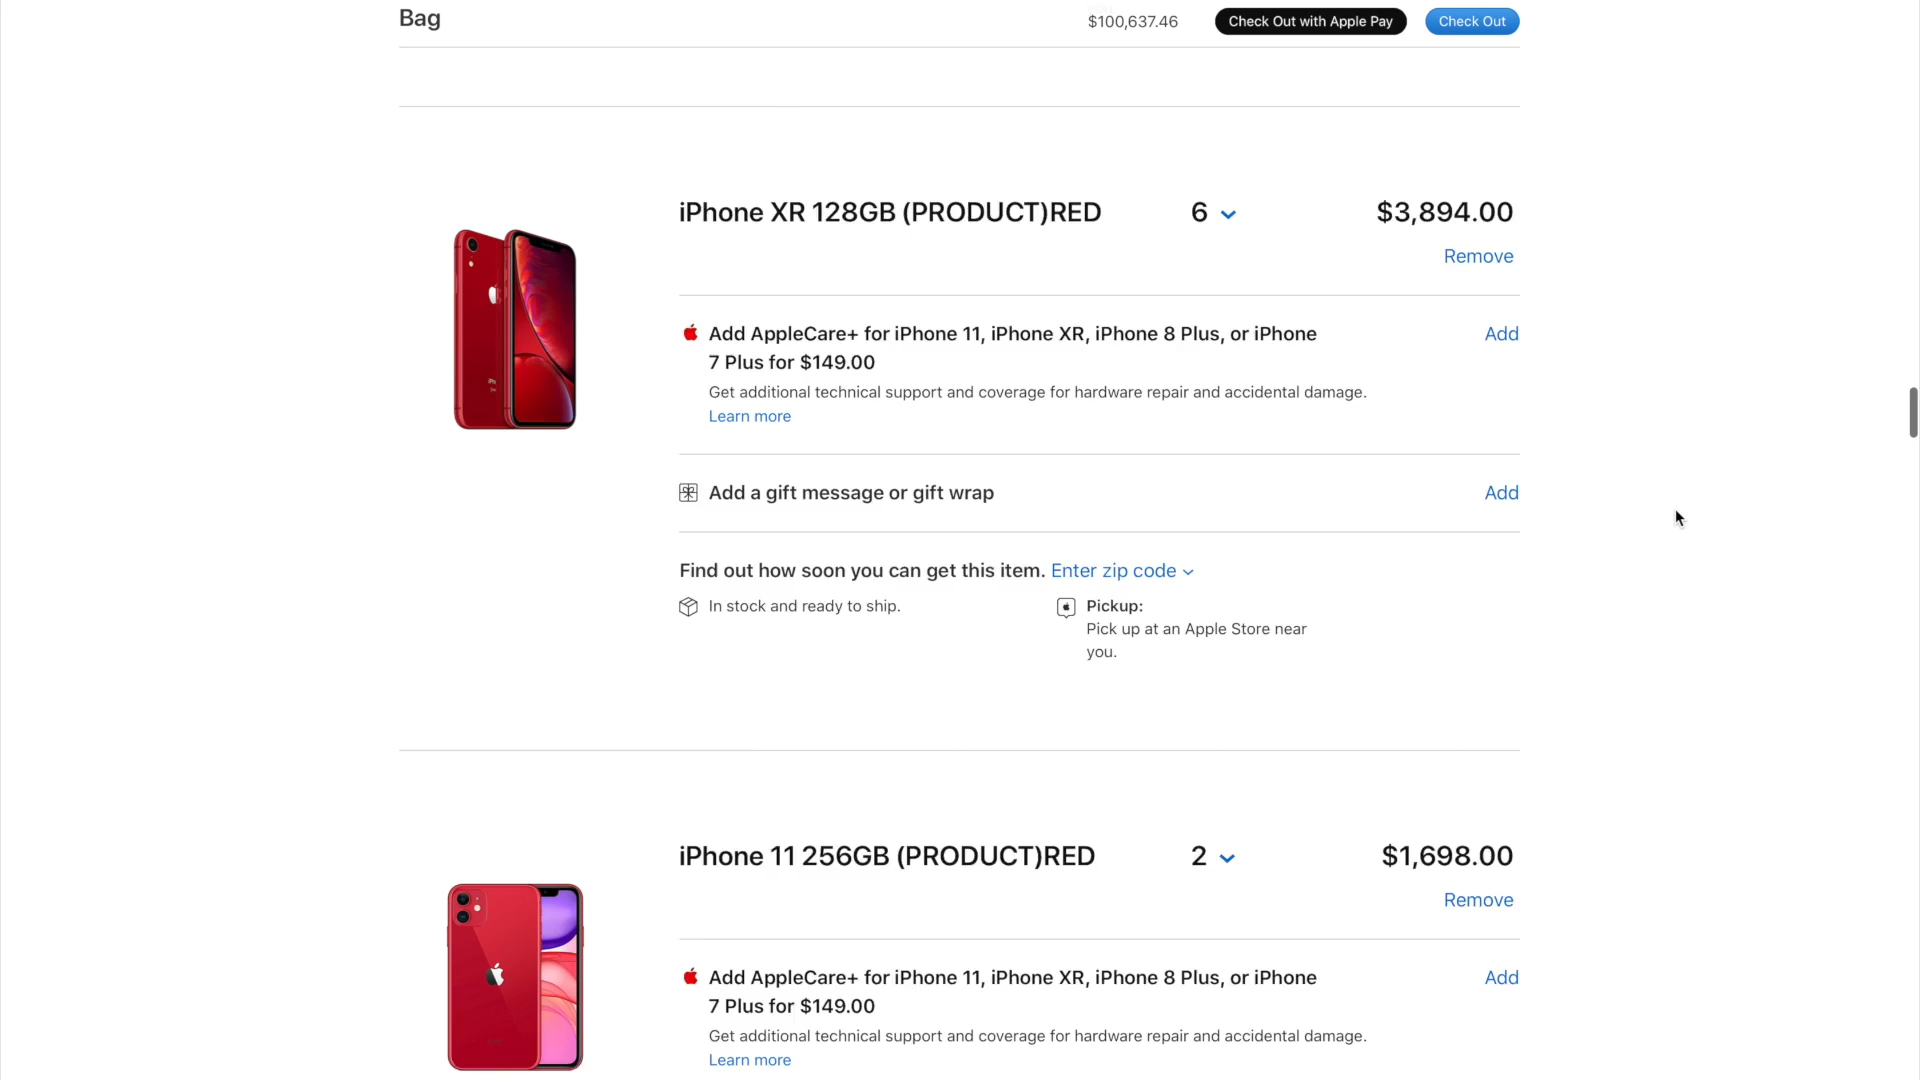 Bag
$100,637.46
Check Out with Apple Pay
Check Out
iPhone XR 128GB (PRODUCT)RED
6
$3,894.00
Remove
Add AppleCare+ for iPhone 11, iPhone XR, iPhone 8 Plus, or iPhone
7 Plus for $149.00
Add
Get additional technical support and coverage for hardware repair and accidental damage.
Learn more
Add a gift message or gift wrap
Add
Find out how soon you can get this item. Enter zip code
In stock and ready to ship.
Pickup:
Pick up at an Apple Store near
you.
iPhone 11 256GB (PRODUCT)RED
2
$1,698.00
Remove
Add AppleCare+ for iPhone 11, iPhone XR, iPhone 8 Plus, or iPhone
7 Plus for $149.00
Add
Get additional technical support and coverage for hardware repair and accidental damage.
Learn more